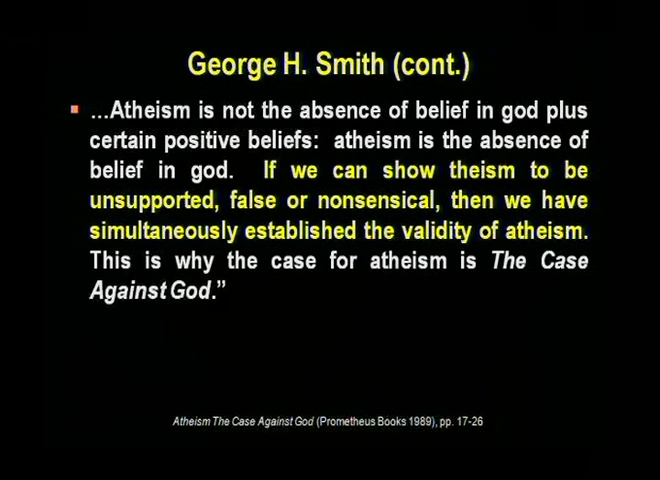 George H. Smith (cont.)
…Atheism is not the absence of belief in god plus
certain positive beliefs: atheism is the absence of
belief in god. If we can show theism to be
unsupported, false or nonsensical, then we have
simultaneously established the validity of atheism.
This is why the case for atheism is The Case
Against God.”
Atheism The Case Against God (Prometheus Books 1989), pp. 17-26